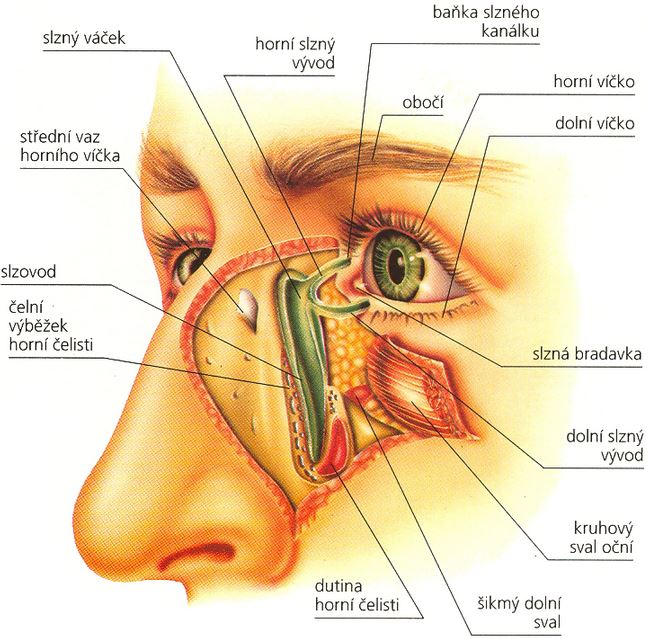 baňka slzného
kanálku
slzný váček
horní slzný
vývod
horní víčko
obočí
dolní víčko
střední vaz
horního víčka
slzovod
čelní
výběžek
horní čelisti
slzná bradavka
dolní slzný
vývod
kruhový
sval oční
dutina
horní čelisti
šikmý dolní
sval